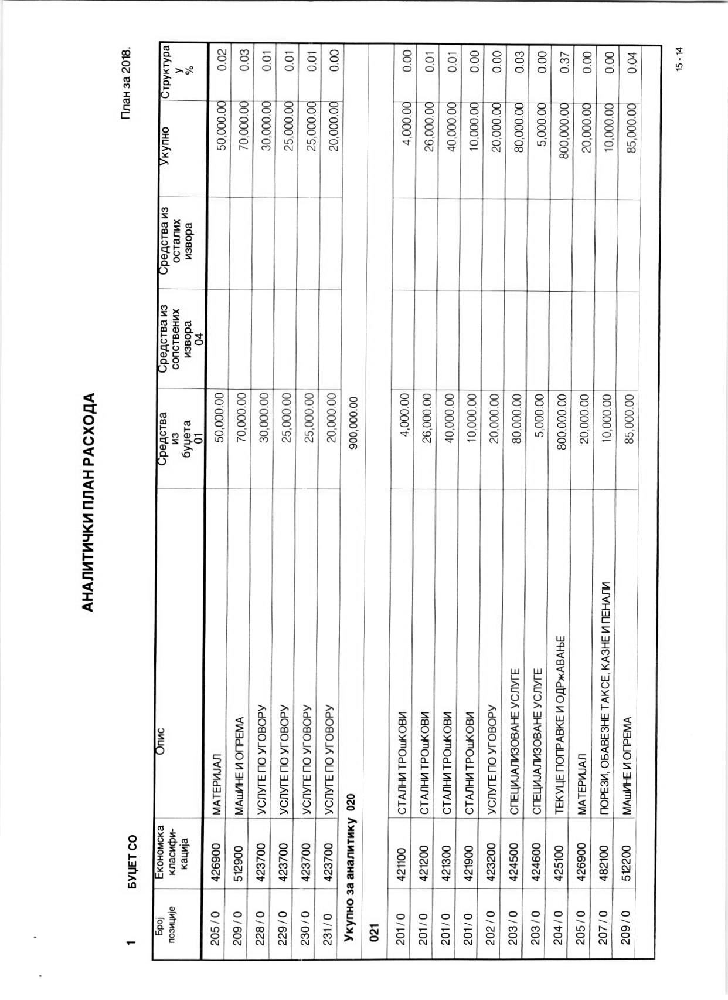 АНАЛИТИЧКИ ПЛАН РАСХОДА
План за 2018.
1 БУЏЕТ СО
Број позиције Економска класифи-кација Опис Средства из буџета 01 Средства из сопствених извора 04 Средства из осталих извора Укупно Структура у %
205 / 0 426900 МАТЕРИЈАЛ 50,000.00 50,000.00 0.02
209 / 0 512900 МАшИНЕ И ОПРЕМА 70,000.00 70,000.00 0.03
228 / 0 423700 УСЛУГЕ ПО УГОВОРУ 30,000.00 30,000.00 0.01
229 / 0 423700 УСЛУГЕ ПО УГОВОРУ 25,000.00 25,000.00 0.01
230 / 0 423700 УСЛУГЕ ПО УГОВОРУ 25,000.00 25,000.00 0.01
231 / 0 423700 УСЛУГЕ ПО УГОВОРУ 20,000.00 20,000.00 0.00
Укупно за аналитику 020 900,000.00
021
201 / 0 421100 СТАЛНИ ТРОшКОВИ 4,000.00 4,000.00 0.00
201 / 0 421200 СТАЛНИ ТРОшКОВИ 26,000.00 26,000.00 0.01
201 / 0 421300 СТАЛНИ ТРОшКОВИ 40,000.00 40,000.00 0.01
201 / 0 421900 СТАЛНИ ТРОшКОВИ 10,000.00 10,000.00 0.00
202 / 0 423200 УСЛУГЕ ПО УГОВОРУ 20,000.00 20,000.00 0.00
203 / 0 424500 СПЕЦИЈАЛИЗОВАНЕ УСЛУГЕ 80,000.00 80,000.00 0.03
203 / 0 424600 СПЕЦИЈАЛИЗОВАНЕ УСЛУГЕ 5,000.00 5,000.00 0.00
204 / 0 425100 ТЕКУЦЕ ПОПРАВКЕ И ОДРжАВАЊЕ 800,000.00 800,000.00 0.37
205 / 0 426900 МАТЕРИЈАЛ 20,000.00 20,000.00 0.00
207 / 0 482100 ПОРЕЗИ, ОБАВЕЗНЕ ТАКСЕ, КАЗНЕ И ПЕНАЛИ 10,000.00 10,000.00 0.00
209 / 0 512200 МАшИНЕ И ОПРЕМА 85,000.00 85,000.00 0.04
15 - 14